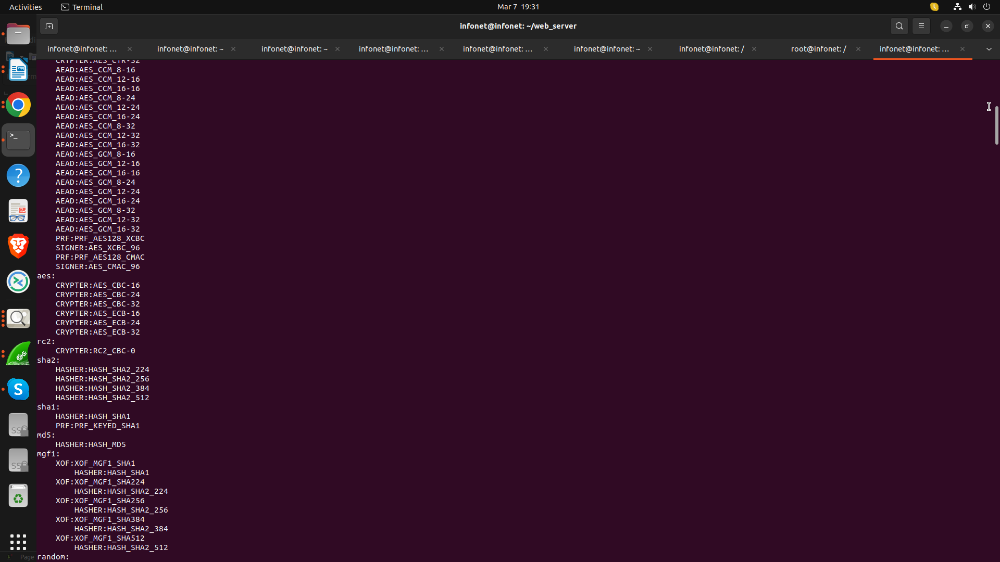 Activities
Terminal
Mar 7 19:31
infonet@infonet: ~/web_server
infonet@infonet: ...
infonet@infonet: ~
infonet@infonet: ~
infonet@infonet: ...
infonet@infonet: ...
infonet@infonet: ~
infonet@infonet: /
root@infonet: /
infonet@infonet: ...
CRYPTER:AES_CTR-32
AEAD:AES_CCM_8-16
AEAD:AES_CCM_12-16
AEAD:AES_CCM_16-16
AEAD:AES_CCM_8-24
AEAD:AES_CCM_12-24
AEAD:AES_CCM_16-24
AEAD:AES_CCM_8-32
AEAD:AES_CCM_12-32
AEAD:AES_CCM_16-32
AEAD:AES_GCM_8-16
AEAD:AES_GCM_12-16
AEAD:AES_GCM_16-16
AEAD:AES_GCM_8-24
AEAD:AES_GCM_12-24
AEAD:AES_GCM_16-24
AEAD:AES_GCM_8-32
AEAD:AES_GCM_12-32
AEAD:AES_GCM_16-32
PRF:PRF_AES128_XCBC
SIGNER:AES_XCBC_96
PRF:PRF_AES128_CMAC
SIGNER:AES_CMAC_96
aes:
CRYPTER:AES_CBC-16
CRYPTER:AES_CBC-24
CRYPTER:AES_CBC-32
CRYPTER:AES_ECB-16
CRYPTER:AES_ECB-24
CRYPTER:AES_ECB-32
rc2:
CRYPTER:RC2_CBC-0
sha2:
HASHER:HASH_SHA2_224
HASHER:HASH_SHA2_256
HASHER:HASH_SHA2_384
HASHER:HASH_SHA2_512
sha1:
HASHER:HASH_SHA1
PRF:PRF_KEYED_SHA1
md5:
HASHER:HASH_MD5
mgf1:
XOF:XOF_MGF1_SHA1
HASHER:HASH_SHA1
XOF:XOF_MGF1_SHA224
HASHER:HASH_SHA2_224
XOF:XOF_MGF1_SHA256
HASHER:HASH_SHA2_256
XOF:XOF_MGF1_SHA384
HASHER:HASH_SHA2_384
XOF:XOF_MGF1_SHA512
HASHER:HASH_SHA2_512
random:
Page